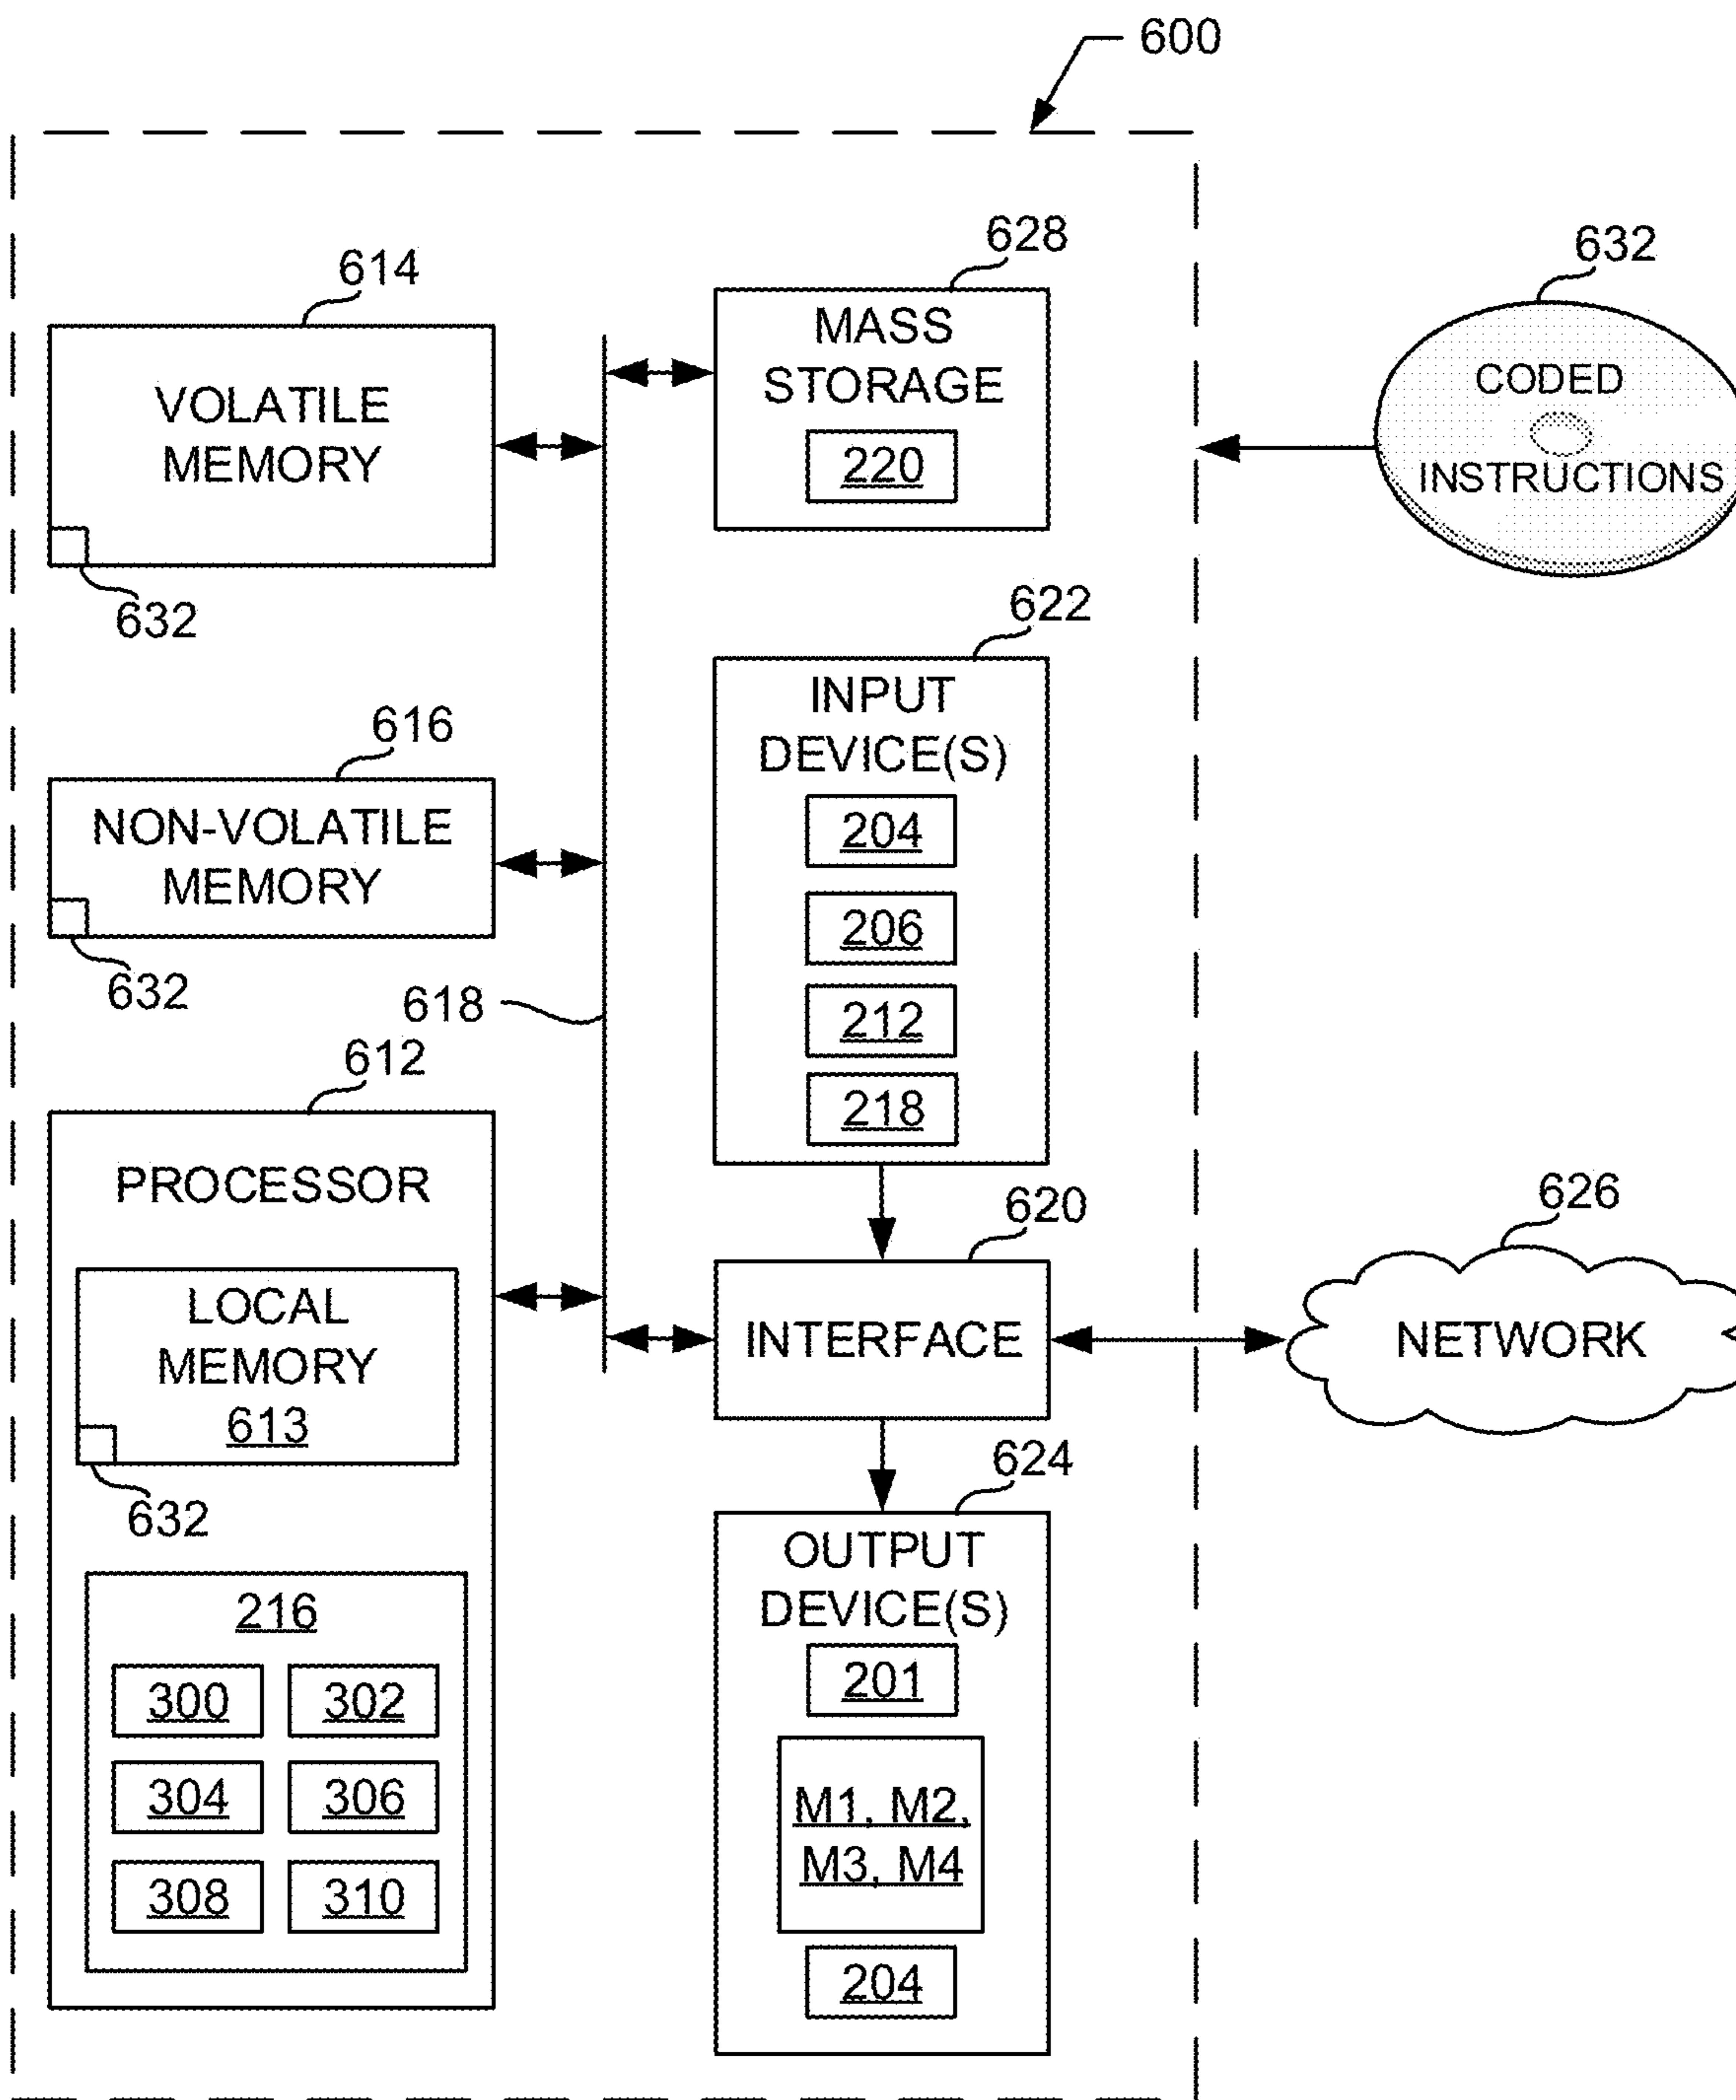 600
614
VOLATILE
MEMORY
632
628
MASS
STORAGE
220
632
CODED
INSTRUCTIONS
616
NON-VOLATILE
MEMORY
632
618
622
INPUT
DEVICE(S)
204
206
212
218
612
PROCESSOR
LOCAL
MEMORY
613
632
216
300 302
304 306
308 310
620
INTERFACE
626
NETWORK
624
OUTPUT
DEVICE(S)
201
M1, M2,
M3, M4
204